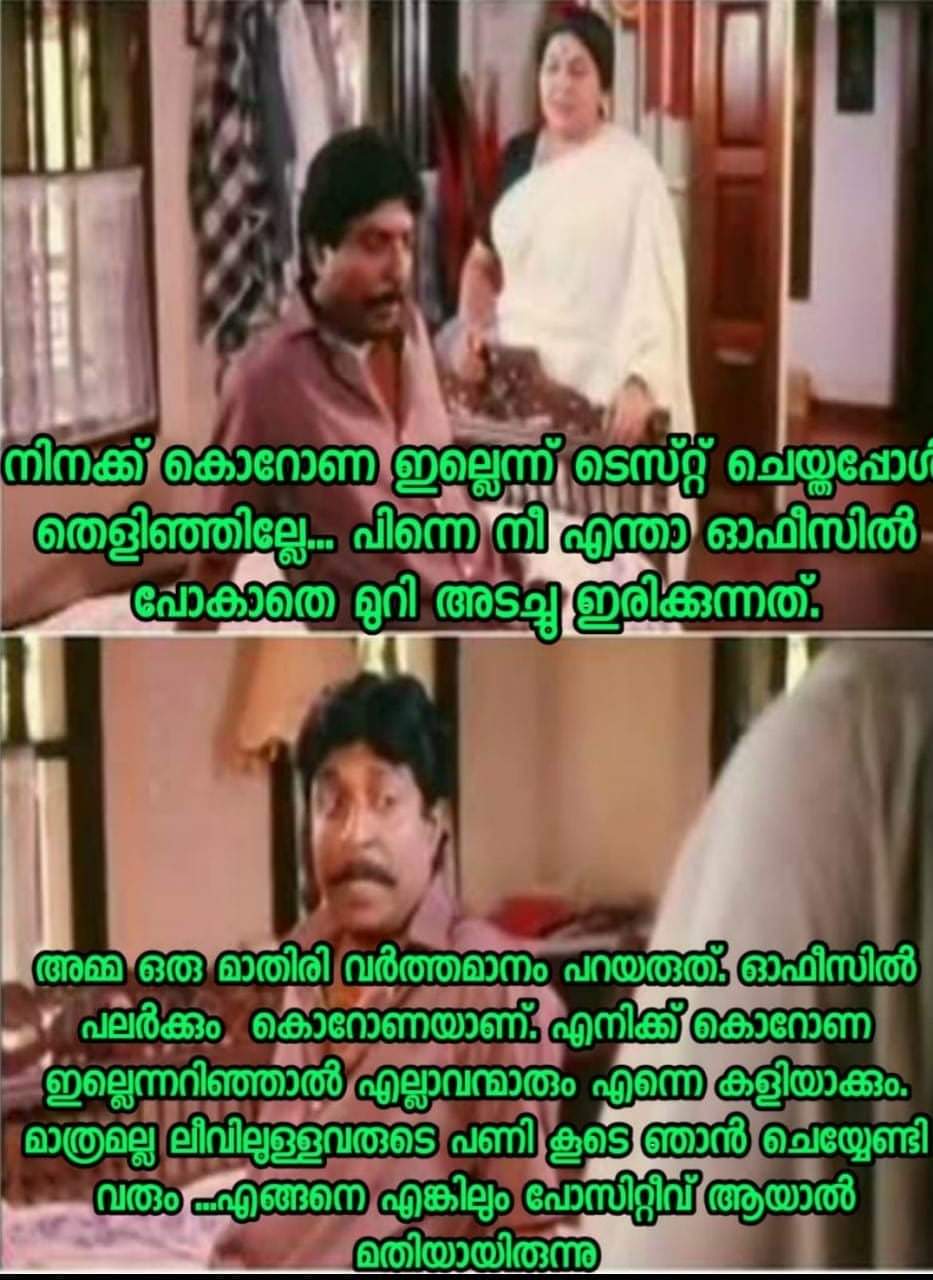 നിനക്ക് കൊറോണ ഇല്ലെന്ന് ടെസ്റ്റ് ചെയ്തപ്പോൾ
തെളിഞ്ഞില്ലേ... പിന്നെ നീ എന്താ ഓഫീസിൽ
പോകാതെ മുറി അടച്ചു ഇരിക്കുന്നത്.
അമ്മ ഒരു മാതിരി വർത്തമാനം പറയരുത്. ഓഫീസിൽ
പലർക്കും കൊറോണയാണ്. എനിക്ക് കൊറോണ
ഇല്ലെന്നറിഞ്ഞാൽ എല്ലാവന്മാരും എന്നെ കളിയാക്കും.
മാത്രമല്ല ലീവിലുള്ളവരുടെ പണി കൂടെ ഞാൻ ചെയ്യേണ്ടി
വരും ...എങ്ങനെ എങ്കിലും പോസിറ്റീവ് ആയാൽ
മതിയായിരുന്നു